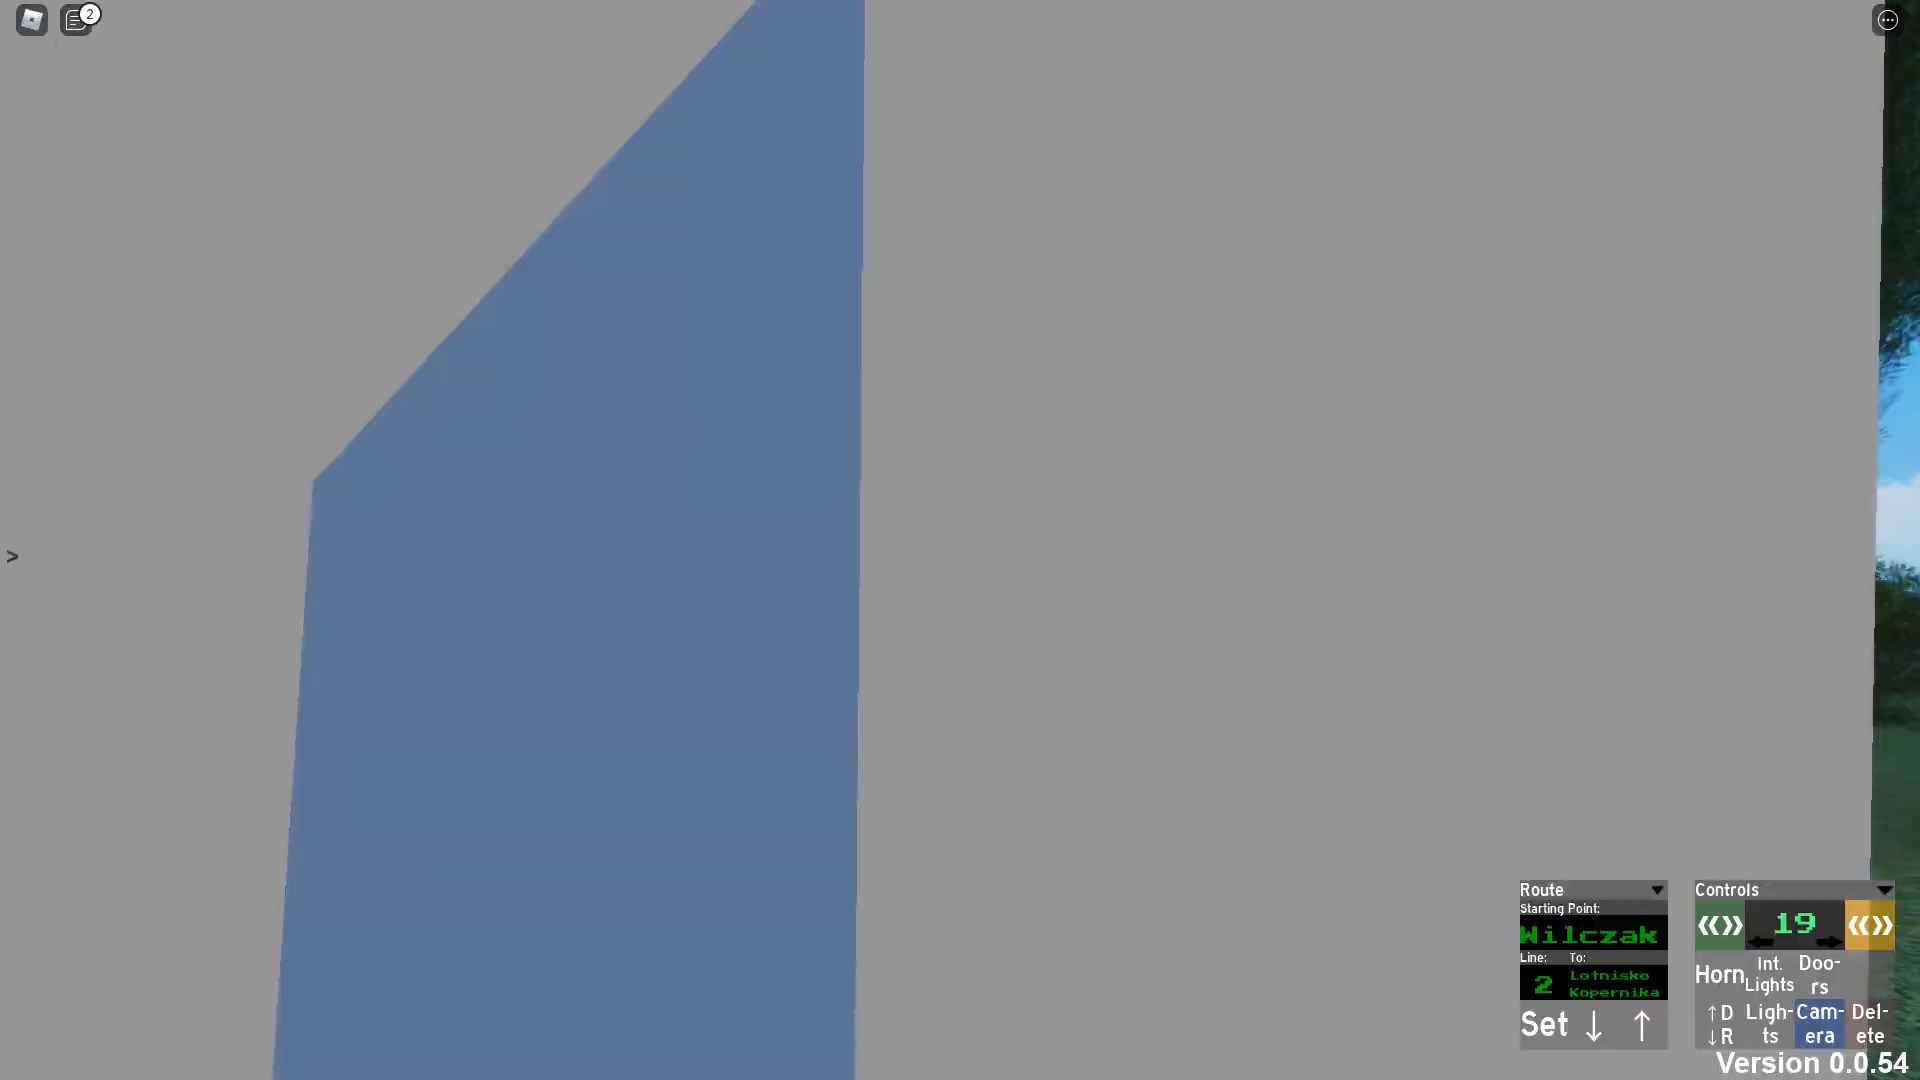 2
>
Route
Starting Point:
Wilczak
Line: To:
2 Lotnisko
Kopernika
Set ↓ ↑
Controls
19
Horn Int. Lights Doo-rs
↑D ↓R Ligh-ts Cam-era Del-ete
Version 0.0.54